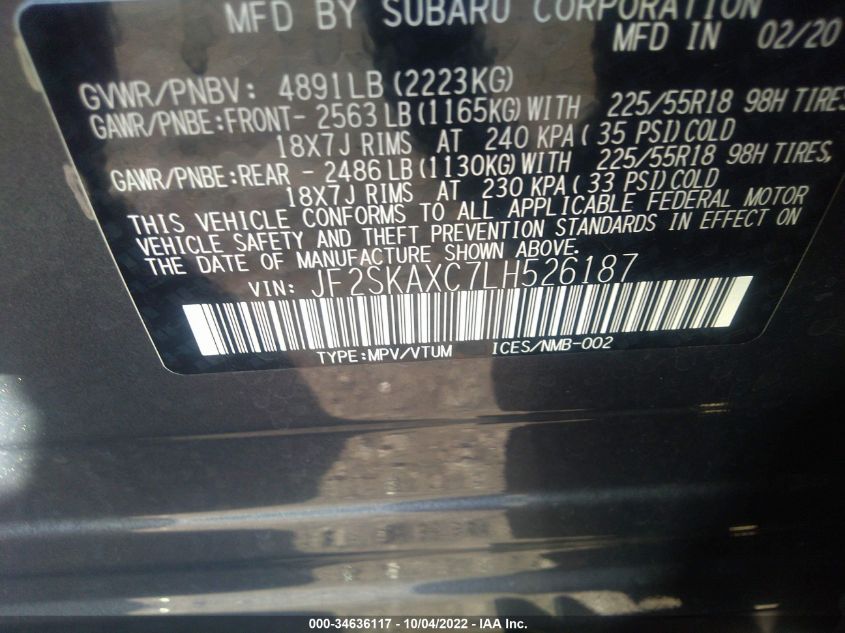 MFD BY SUBARU CORPORATION
MFD IN 02/20
GVWR/PNBV: 4891LB (2223KG)
GAWR/PNBE:FRONT- 2563 LB (1165KG) WITH 225/55R18 98H TIRES
18X7J RIMS AT 240 KPA ( 35 PSI) COLD
GAWR/PNBE:REAR - 2486 LB (1130KG) WITH 225/55R18 98H TIRES,
18X7J RIMS AT 230 KPA ( 33 PSI) COLD
THIS VEHICLE CONFORMS TO ALL APPLICABLE FEDERAL MOTOR
VEHICLE SAFETY AND THEFT PREVENTION STANDARDS IN EFFECT ON
THE DATE OF MANUFACTURE SHOWN ABOVE.
VIN: JF2SKAXC7LH526187
TYPE:MPV/VTUM ICES/NMB-002
000-34636117 - 10/04/2022 - IAA Inc.